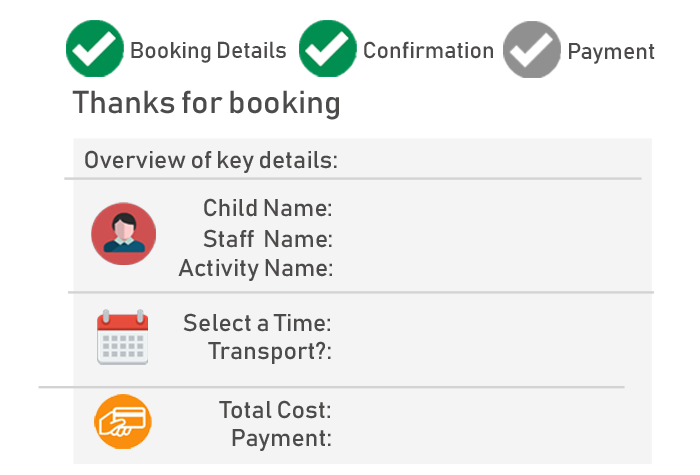 Booking Details Confirmation Payment
Thanks for booking
Overview of key details:
Child Name:
Staff Name:
Activity Name:
Select a Time:
Transport?:
Total Cost:
Payment: